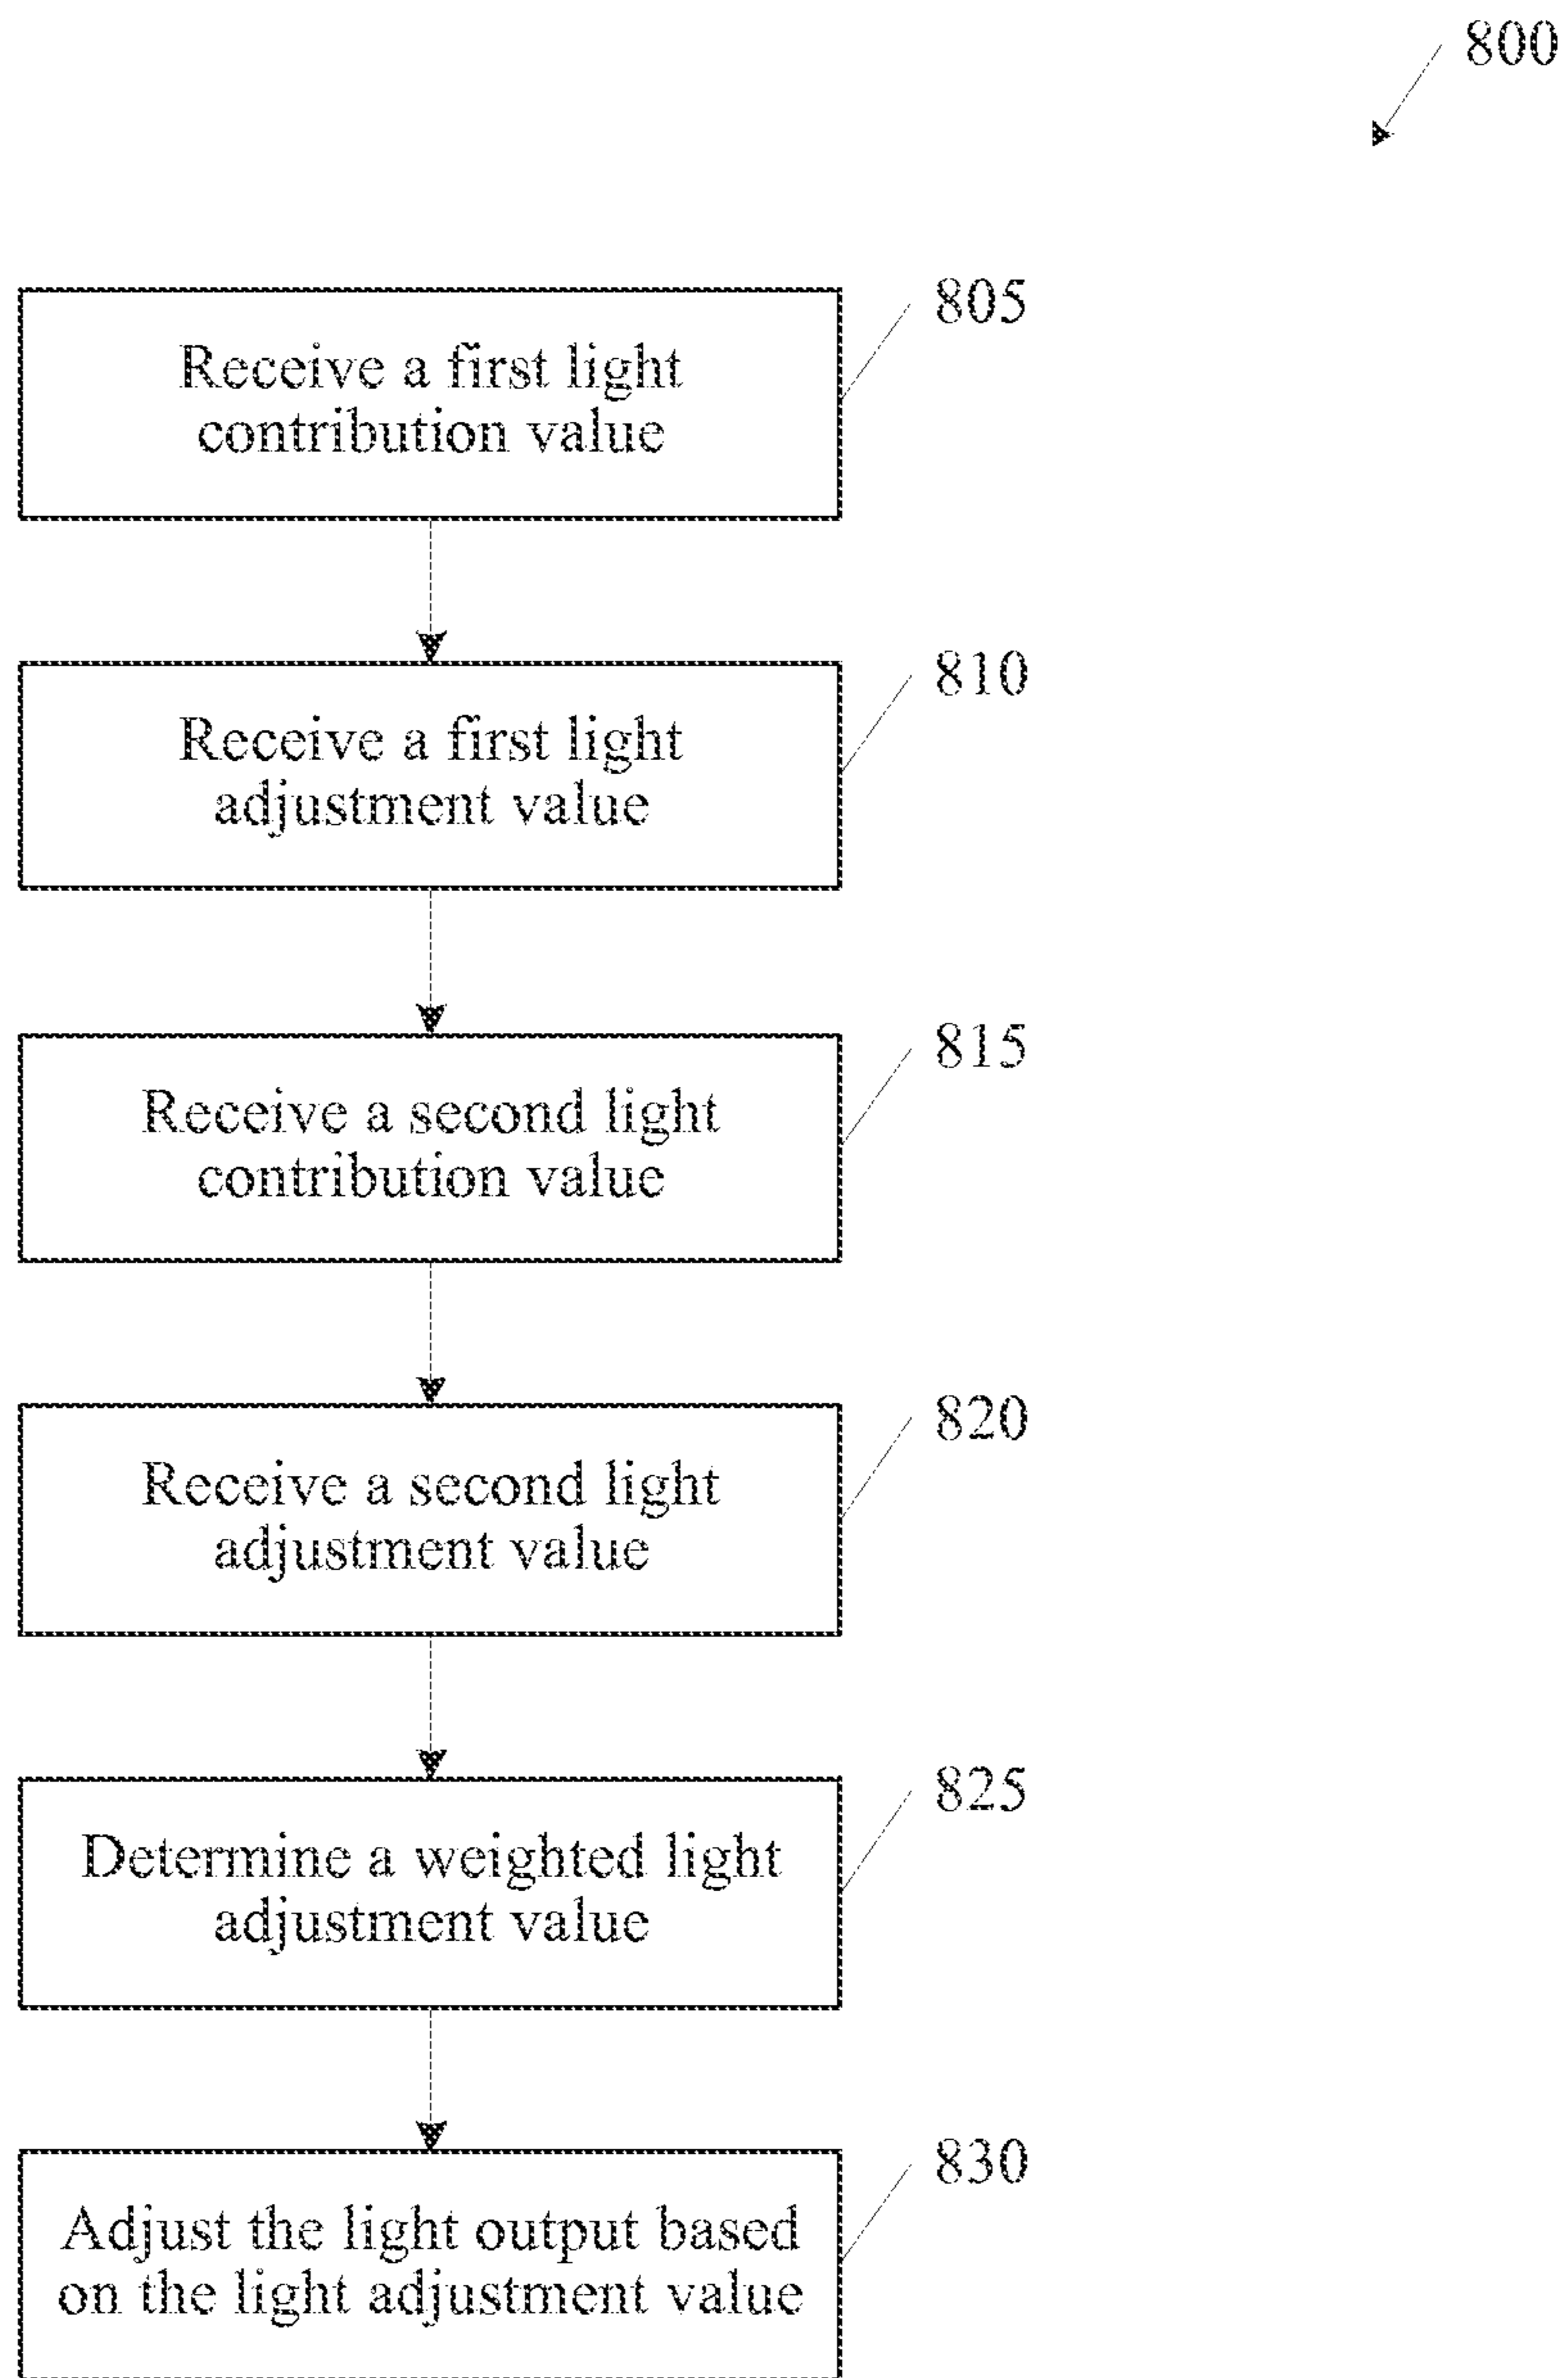 800
805
Receive a first light
contribution value
810
Receive a first light
adjustment value
815
Receive a second light
contribution value
820
Receive a second light
adjustment value
825
Determine a weighted light
adjustment value
830
Adjust the light output based
on the light adjustment value